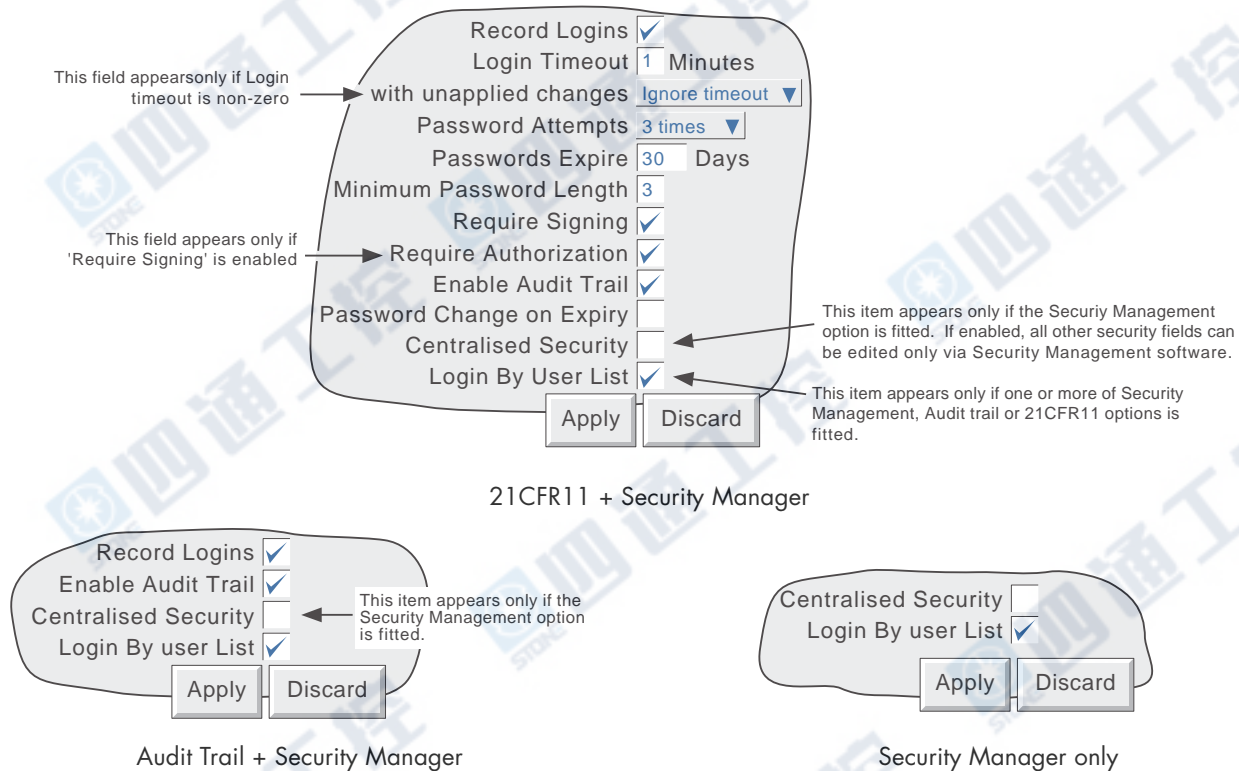 Record Logins
Login Timeout 1 Minutes
This field appearsonly if Login
timeout is non-zero
with unapplied changes Ignore timeout
Password Attempts 3 times
Passwords Expire 30 Days
Minimum Password Length 3
Require Signing
This field appears only if
'Require Signing' is enabled
Require Authorization
Enable Audit Trail
Password Change on Expiry
Centralised Security
This item appears only if the Securiy Management
option is fitted. If enabled, all other security fields can
be edited only via Security Management software.
Login By User List
This item appears only if one or more of Security
Management, Audit trail or 21CFR11 options is
fitted.
Apply Discard
21CFR11 + Security Manager
Record Logins
Enable Audit Trail
Centralised Security
This item appears only if the
Security Management option
is fitted.
Login By user List
Apply Discard
Audit Trail + Security Manager
Centralised Security
Login By user List
Apply Discard
Security Manager only
四通工控
STONE